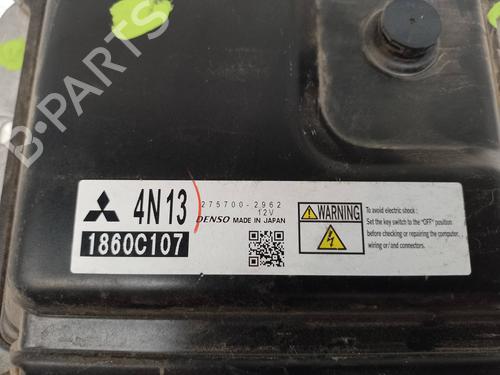 B-PARTS
4N13
275700-2962
12V
DENSO MADE IN JAPAN
1860C107
WARNING
To avoid electric shock :
Set the key switch to the "OFF" position
before checking or repairing the computer,
wiring or/and connectors.